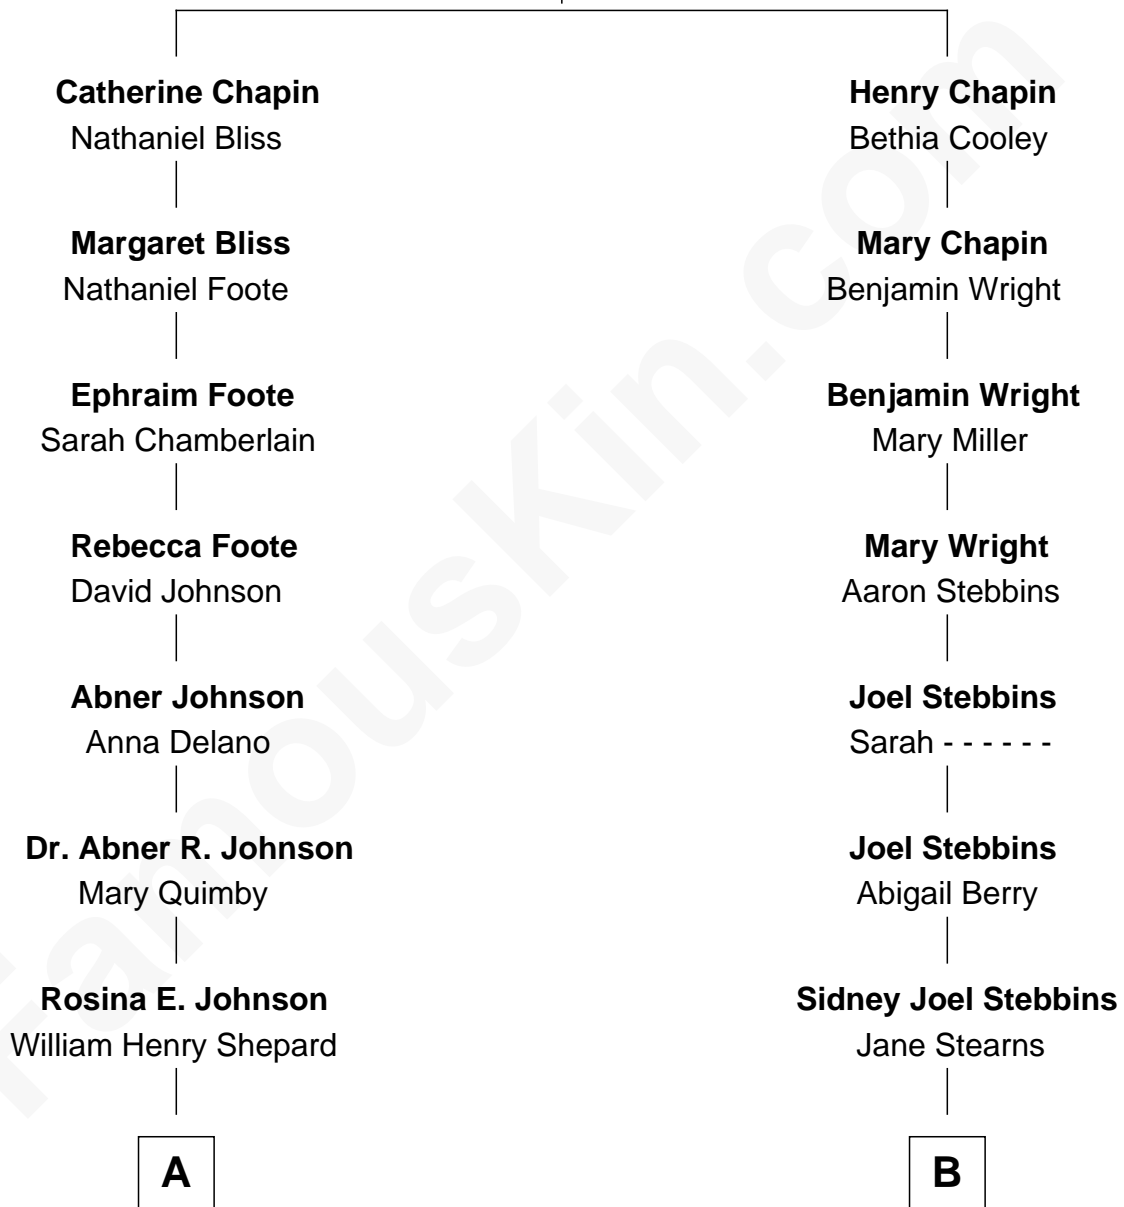 Catherine Chapin
Nathaniel Bliss
Margaret Bliss
Nathaniel Foote
Ephraim Foote
Sarah Chamberlain
Rebecca Foote
David Johnson
Abner Johnson
Anna Delano
Dr. Abner R. Johnson
Mary Quimby
Rosina E. Johnson
William Henry Shepard
A
Henry Chapin
Bethia Cooley
Mary Chapin
Benjamin Wright
Benjamin Wright
Mary Miller
Mary Wright
Aaron Stebbins
Joel Stebbins
Sarah - - - - - -
Joel Stebbins
Abigail Berry
Sidney Joel Stebbins
Jane Stearns
B
FamousKin.com